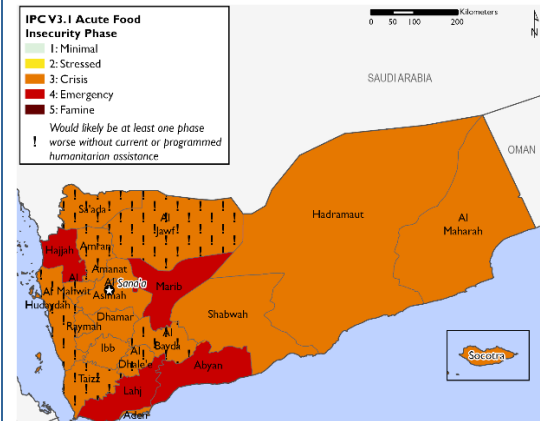 IPC V3.1 Acute Food
Insecurity Phase
1: Minimal
2: Stressed
3: Crisis
4: Emergency
5: Famine
! Would likely be at least one phase
worse without current or programmed
humanitarian assistance
Kilometers
0 50 100 200
N
SAUDI ARABIA
OMAN
Sa'ada
Al
Jawf
Hadramaut
Al
Maharah
Hajjah
Amran
Amanat
Al
Asimah
Sana'a
Marib
Al
Mahwit
Al
Hudaydah
Raymah
Dhamar
Shabwah
Ibb
Al
Bayda
Al
Dhale'e
Abyan
Taizz
Lahj
Aden
Socotra